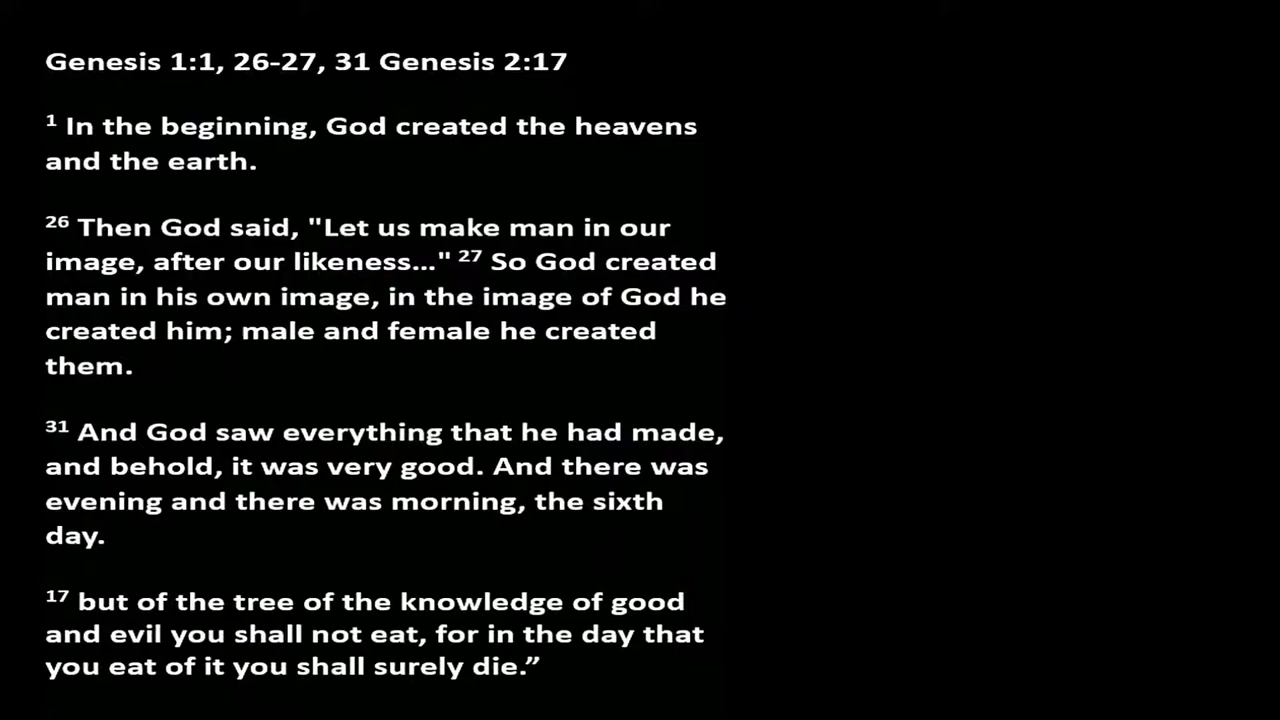 Genesis 1:1, 26-27, 31 Genesis 2:17
1 In the beginning, God created the heavens
and the earth.
26 Then God said, "Let us make man in our
image, after our likeness..." 27 So God created
man in his own image, in the image of God he
created him; male and female he created
them.
31 And God saw everything that he had made,
and behold, it was very good. And there was
evening and there was morning, the sixth
day.
17 but of the tree of the knowledge of good
and evil you shall not eat, for in the day that
you eat of it you shall surely die.”